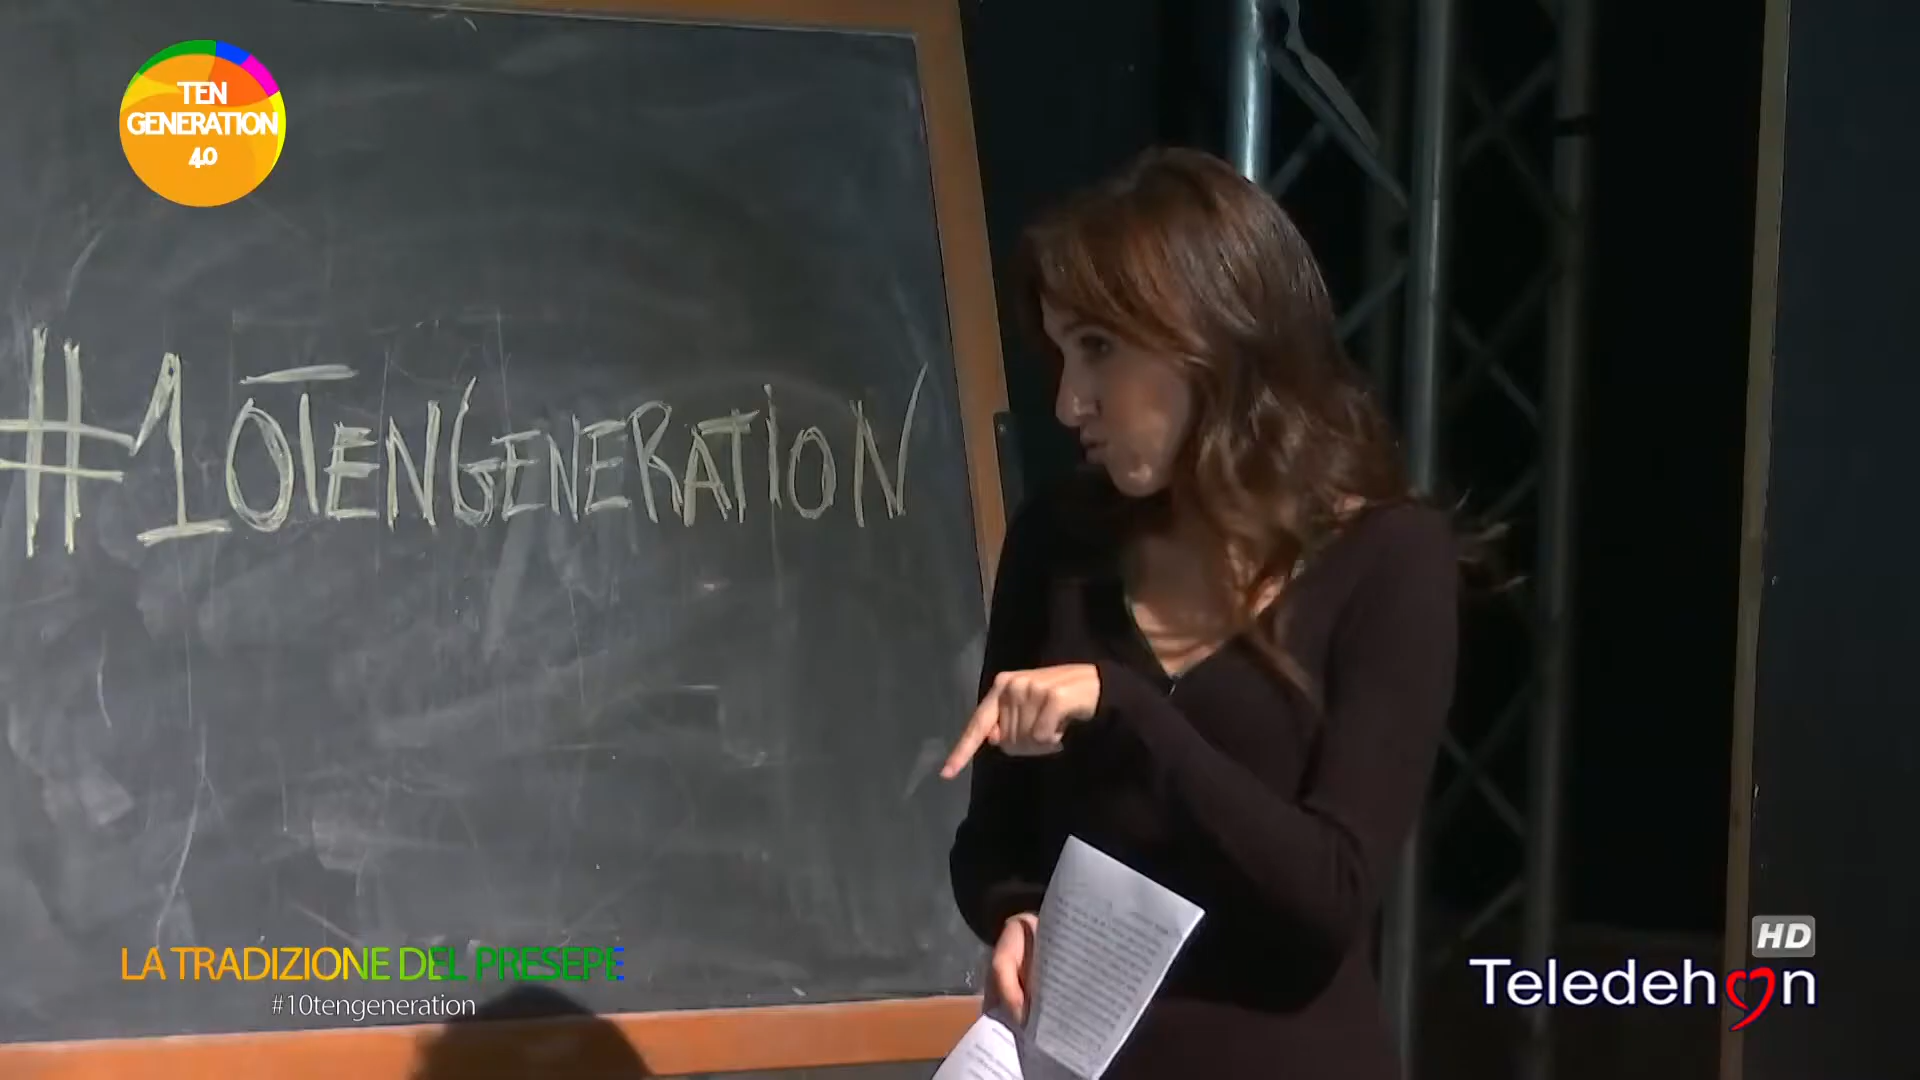 TEN
GENERATION
4.0
#10TENGENERATION
LA TRADIZIONE DEL PRESEPE
#10tengeneration
HD
Teledehon